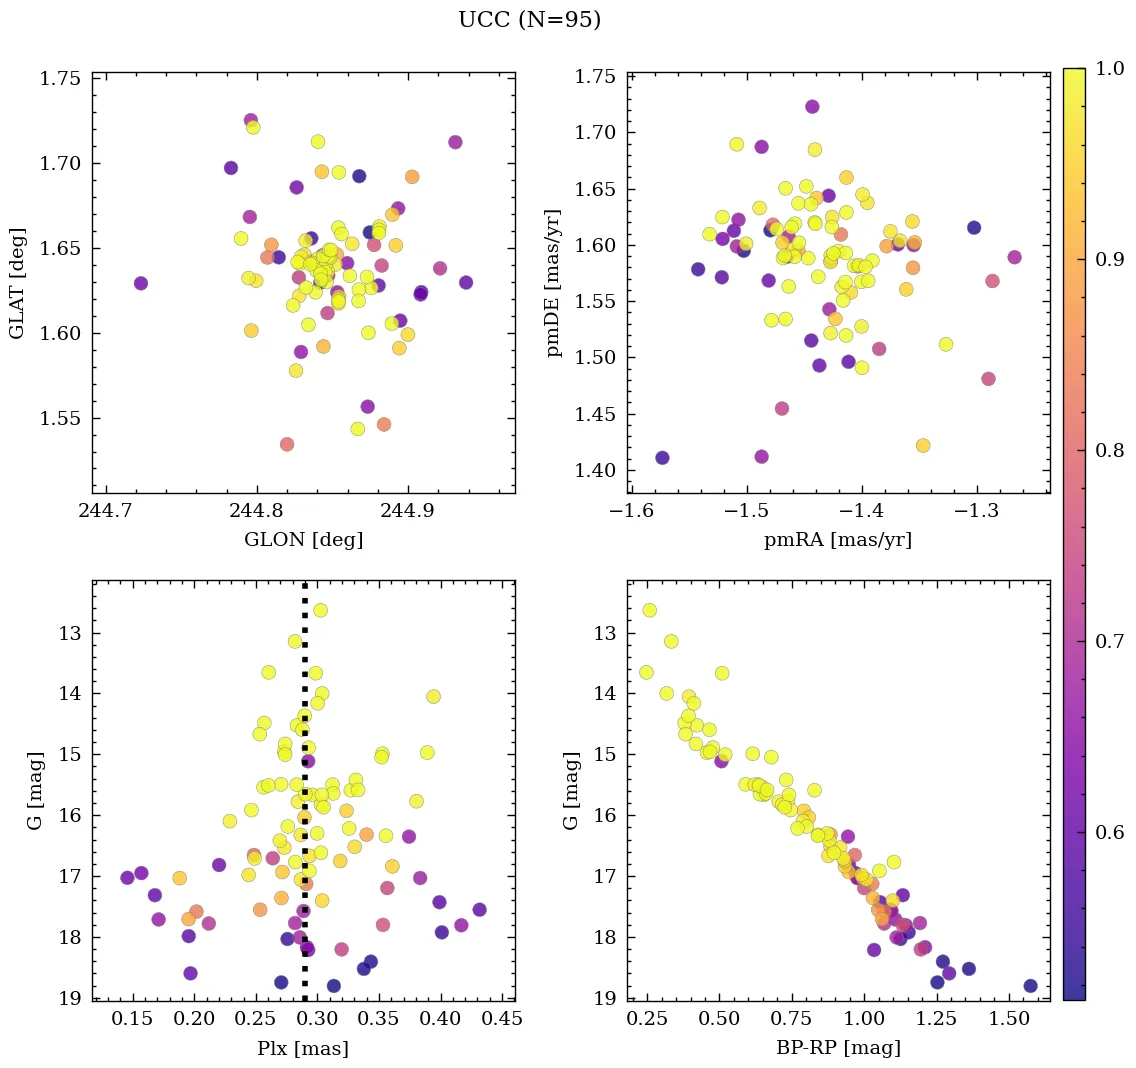 UCC (N=95)
1.75
1.70
1.65
1.60
1.55
GLAT [deg]
244.7 244.8 244.9
GLON [deg]
1.75
1.70
1.65
1.60
1.55
1.50
1.45
1.40
pmDE [mas/yr]
−1.6 −1.5 −1.4 −1.3
pmRA [mas/yr]
1.0
0.9
0.8
0.7
0.6
13
14
15
16
17
18
19
G [mag]
0.15 0.20 0.25 0.30 0.35 0.40 0.45
Plx [mas]
13
14
15
16
17
18
19
G [mag]
0.25 0.50 0.75 1.00 1.25 1.50
BP-RP [mag]